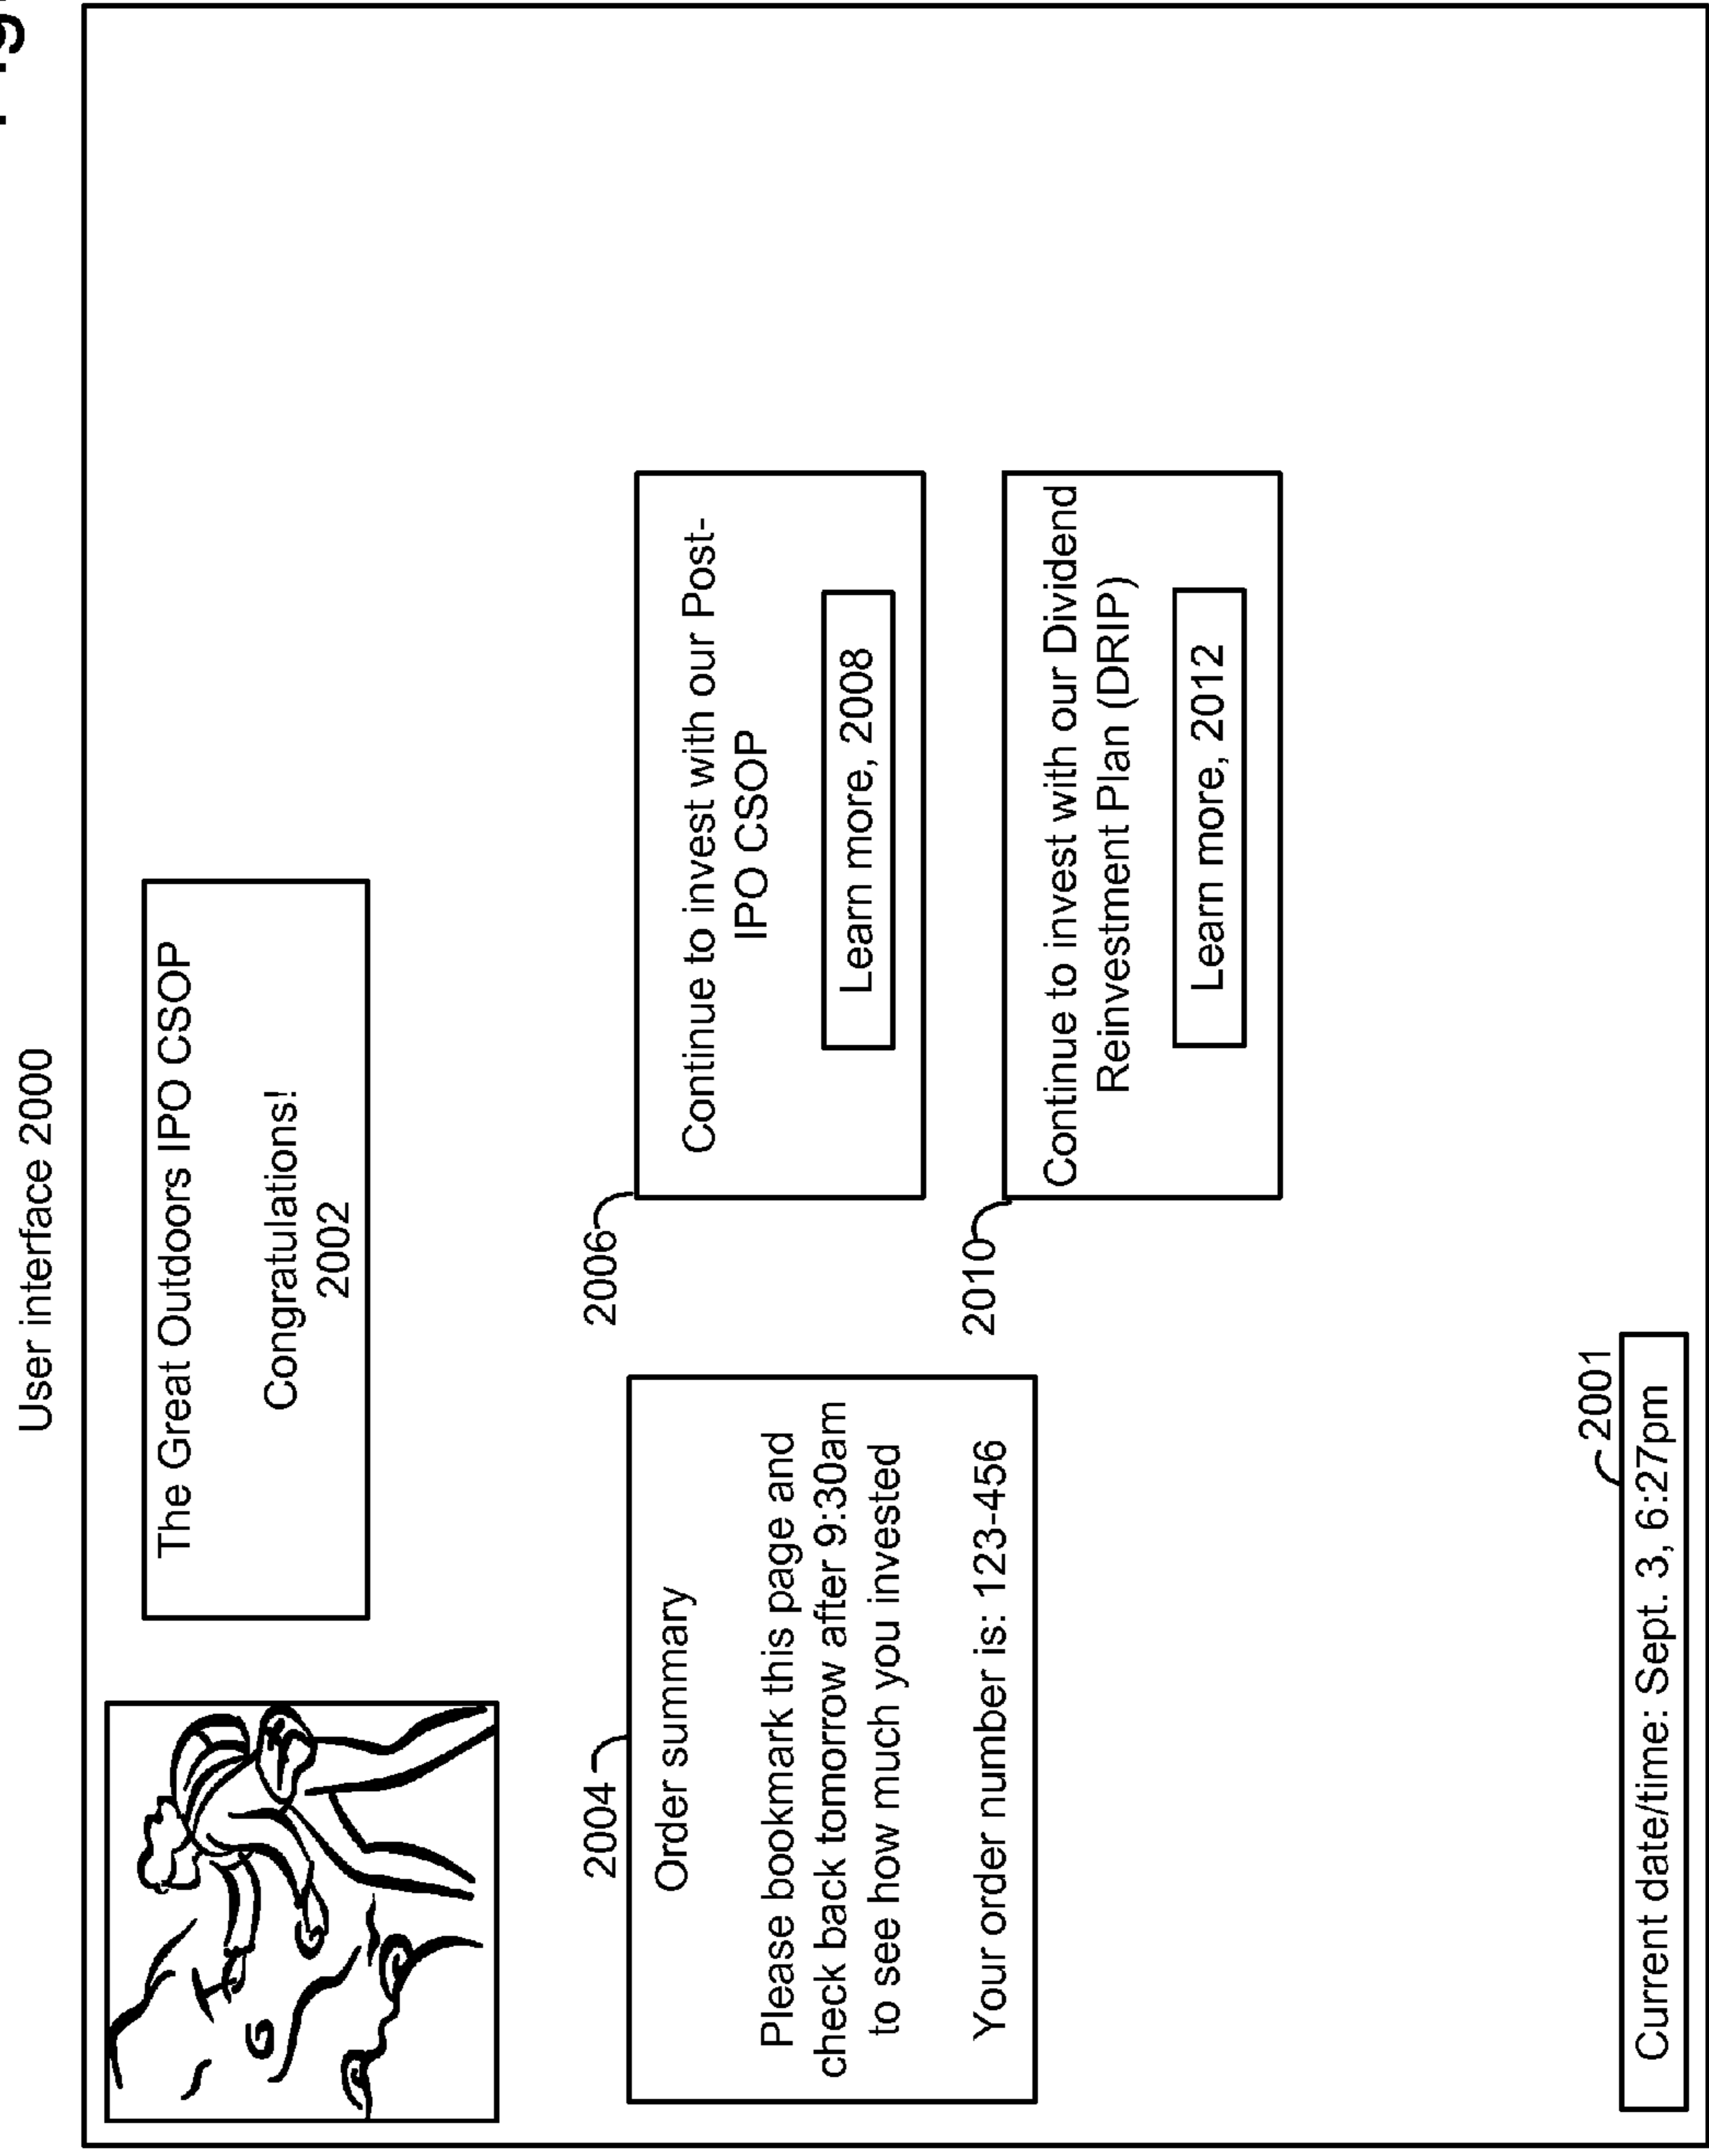 User interface 2000
The Great Outdoors IPO CSOP
Congratulations!
2002
2004
Order summary
Please bookmark this page and
check back tomorrow after 9:30am
to see how much you invested
Your order number is: 123-456
2006
Continue to invest with our Post-
IPO CSOP
Learn more, 2008
2010
Continue to invest with our Dividend
Reinvestment Plan (DRIP)
Learn more, 2012
2001
Current date/time: Sept. 3, 6:27pm